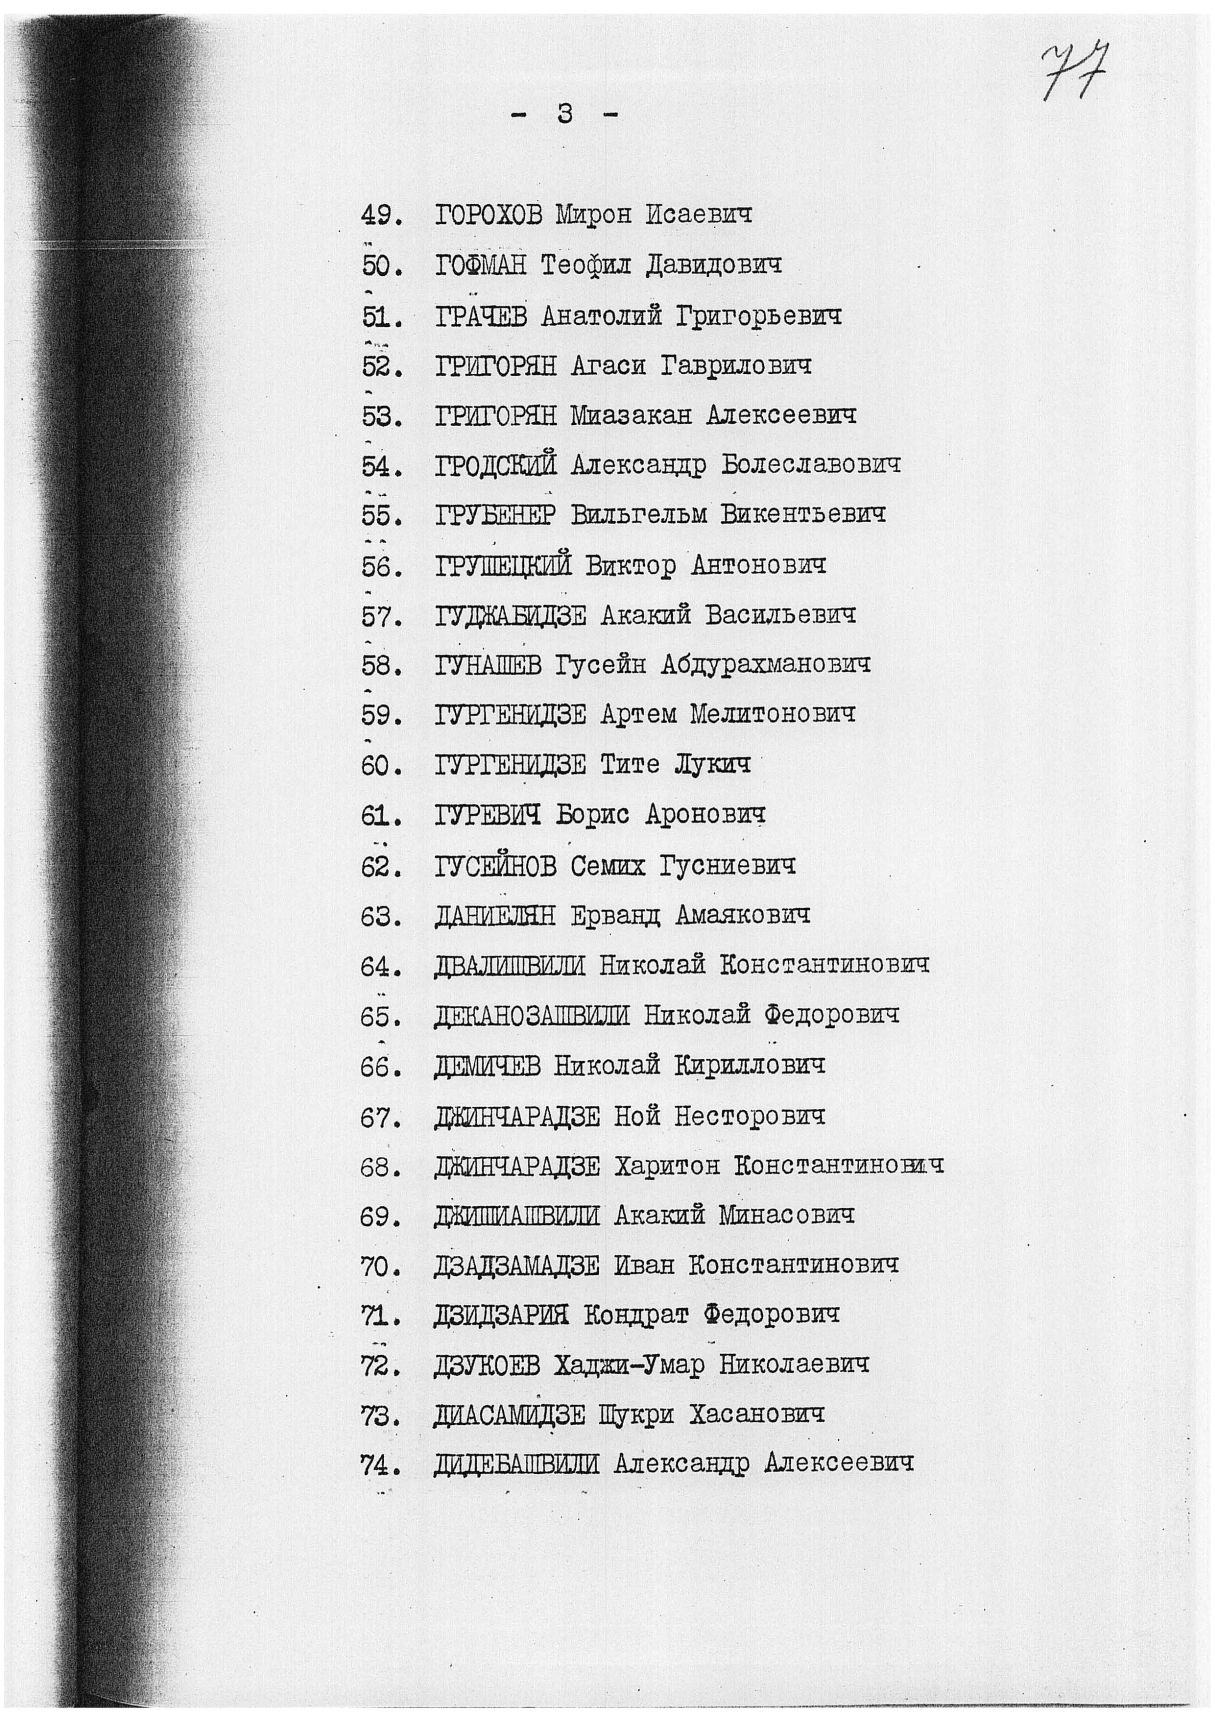 77
- 3 -
49. ГОРОХОВ Мирон Исаевич
50. ГОФМАН Теофил Давидович
51. ГРАЧЕВ Анатолий Григорьевич
52. ГРИГОРЯН Агаси Гаврилович
53. ГРИГОРЯН Миазакан Алексеевич
54. ГРОДСКИЙ Александр Болеславович
55. ГРУБЕНЕР Вильгельм Викентьевич
56. ГРУШЕЦКИЙ Виктор Антонович
57. ГУДЖАБИДЗЕ Акакий Васильевич
58. ГУНАШЕВ Гусейн Абдурахманович
59. ГУРГЕНИДЗЕ Артем Мелитонович
60. ГУРГЕНИДЗЕ Тите Лукич
61. ГУРЕВИЧ Борис Аронович
62. ГУСЕЙНОВ Семих Гусниевич
63. ДАНИЕЛЯН Ерванд Амаякович
64. ДВАЛИШВИЛИ Николай Константинович
65. ДЕКАНОЗАШВИЛИ Николай Федорович
66. ДЕМИЧЕВ Николай Кириллович
67. ДЖИНЧАРАДЗЕ Ной Несторович
68. ДЖИНЧАРАДЗЕ Харитон Константинович
69. ДЖИШИАШВИЛИ Акакий Минасович
70. ДЗАДЗАМАДЗЕ Иван Константинович
71. ДЗИДЗАРИЯ Кондрат Федорович
72. ДЗУКОЕВ Хаджи-Умар Николаевич
73. ДИАСАМИДЗЕ Шукри Хасанович
74. ДИДЕБАШВИЛИ Александр Алексеевич